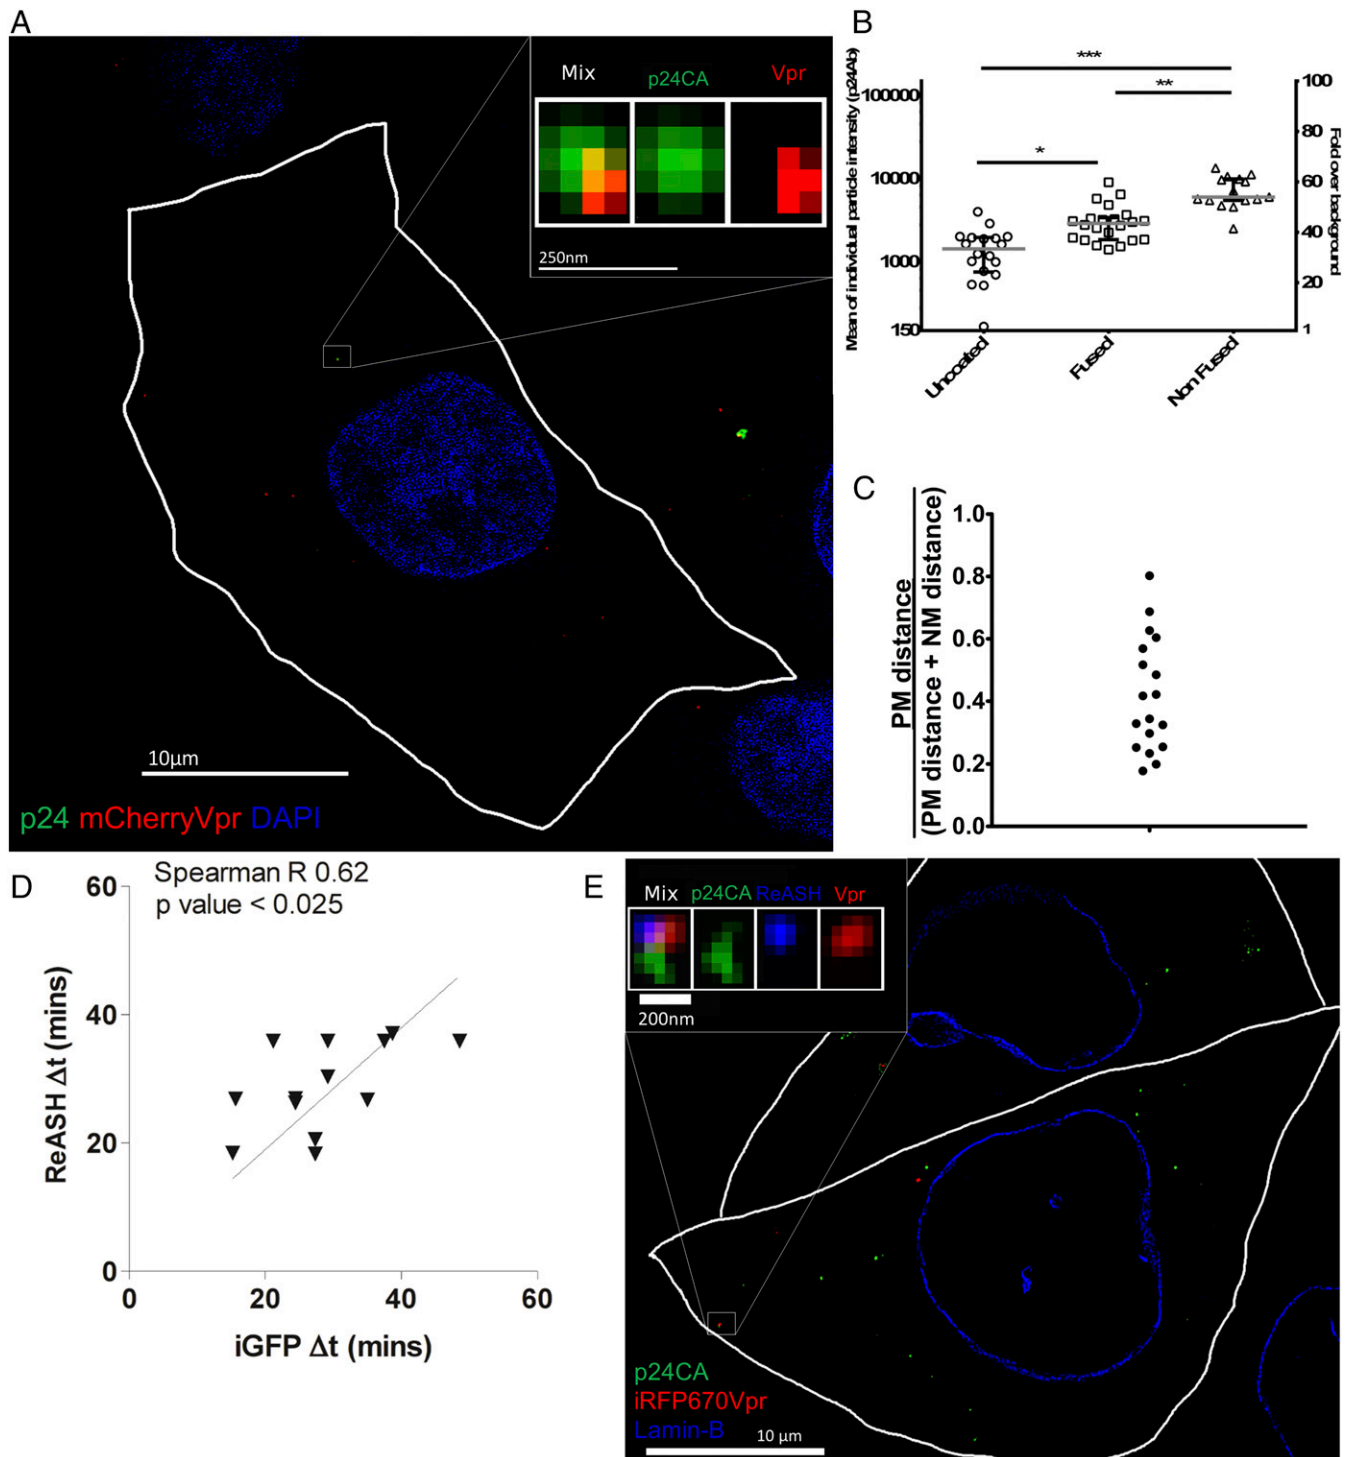 A
Mix
p24CA
Vpr
250nm
10µm
p24 mCherryVpr DAPI
B
Mean of individual particle intensity (p24Ab)
100000
10000
1000
150
***
**
*
100
80
60
40
20
1
Fold over background
Uncoated
Fused
Non Fused
C
PM distance
(PM distance + NM distance)
1.0
0.8
0.6
0.4
0.2
0.0
D
Spearman R 0.62
p value < 0.025
ReASH Δt (mins)
60
40
20
0
0 20 40 60
iGFP Δt (mins)
E
Mix p24CA ReASH Vpr
200nm
p24CA
iRFP670Vpr
Lamin-B
10 µm